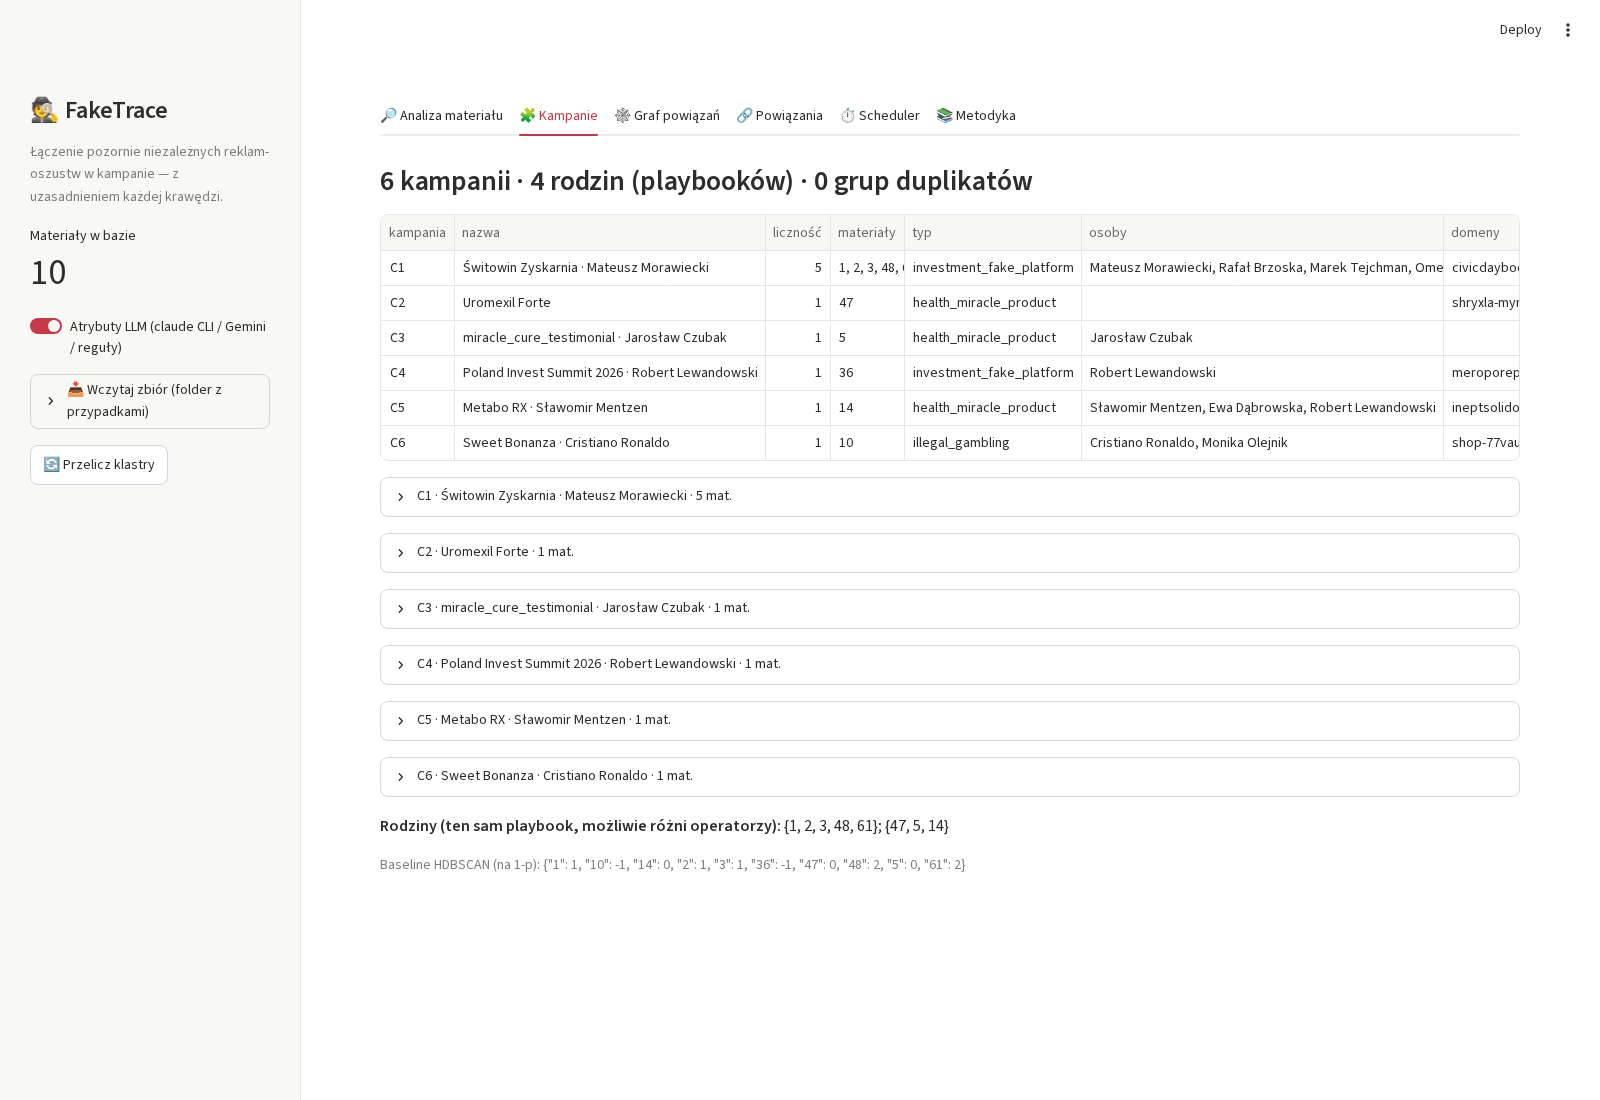 Deploy
🕵️ FakeTrace
Łączenie pozornie niezależnych reklam-
oszustw w kampanie — z
uzasadnieniem każdej krawędzi.
Materiały w bazie
10
Atrybuty LLM (claude CLI / Gemini
/ reguły)
📥 Wczytaj zbiór (folder z
przypadkami)
🔄 Przelicz klastry
🔎 Analiza materiału 🧩 Kampanie 🕸️ Graf powiązań 🔗 Powiązania ⏱️ Scheduler 📚 Metodyka
6 kampanii · 4 rodzin (playbooków) · 0 grup duplikatów
kampania nazwa liczność materiały typ osoby domeny
C1 Świtowin Zyskarnia · Mateusz Morawiecki 5 1, 2, 3, 48, investment_fake_platform Mateusz Morawiecki, Rafał Brzoska, Marek Tejchman, Ome civicdayboo
C2 Uromexil Forte 1 47 health_miracle_product shryxla-myr
C3 miracle_cure_testimonial · Jarosław Czubak 1 5 health_miracle_product Jarosław Czubak
C4 Poland Invest Summit 2026 · Robert Lewandowski 1 36 investment_fake_platform Robert Lewandowski meroporep
C5 Metabo RX · Sławomir Mentzen 1 14 health_miracle_product Sławomir Mentzen, Ewa Dąbrowska, Robert Lewandowski ineptsolido
C6 Sweet Bonanza · Cristiano Ronaldo 1 10 illegal_gambling Cristiano Ronaldo, Monika Olejnik shop-77vau
C1 · Świtowin Zyskarnia · Mateusz Morawiecki · 5 mat.
C2 · Uromexil Forte · 1 mat.
C3 · miracle_cure_testimonial · Jarosław Czubak · 1 mat.
C4 · Poland Invest Summit 2026 · Robert Lewandowski · 1 mat.
C5 · Metabo RX · Sławomir Mentzen · 1 mat.
C6 · Sweet Bonanza · Cristiano Ronaldo · 1 mat.
Rodziny (ten sam playbook, możliwie różni operatorzy): {1, 2, 3, 48, 61}; {47, 5, 14}
Baseline HDBSCAN (na 1-p): {"1": 1, "10": -1, "14": 0, "2": 1, "3": 1, "36": -1, "47": 0, "48": 2, "5": 0, "61": 2}